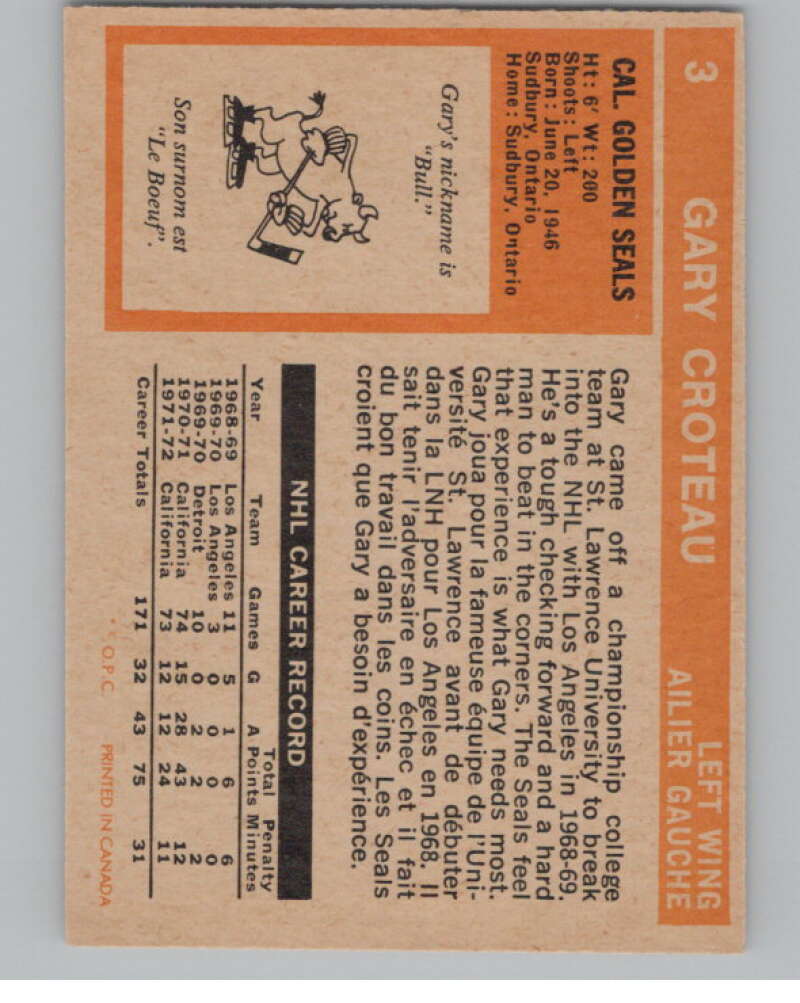 3 GARY CROTEAU
LEFT WING
AILIER GAUCHE
CAL. GOLDEN SEALS
Ht: 6' Wt: 200
Shoots: Left
Born: June 20, 1946
Sudbury, Ontario
Home: Sudbury, Ontario
Gary's nickname is
"Bull."
Son surnom est
"Le Boeuf".
Gary came off a championship college
team at St. Lawrence University to break
into the NHL with Los Angeles in 1968-69.
He's a tough checking forward and a hard
man to beat in the corners. The Seals feel
that experience is what Gary needs most.
Gary joua pour la fameuse équipe de l'Uni-
versité St. Lawrence avant de débuter
dans la LNH pour Los Angeles en 1968. Il
sait tenir l'adversaire en échec et il fait
du bon travail dans les coins. Les Seals
croient que Gary a besoin d'expérience.
NHL CAREER RECORD
Total Penalty
Year Team Games G A Points Minutes
1968-69 Los Angeles 11 5 1 6 6
1969-70 Los Angeles 3 0 0 0 0
1969-70 Detroit 10 0 2 2 2
1970-71 California 74 15 28 43 12
1971-72 California 73 12 12 24 11
Career Totals 171 32 43 75 31
* © O.P.C. PRINTED IN CANADA